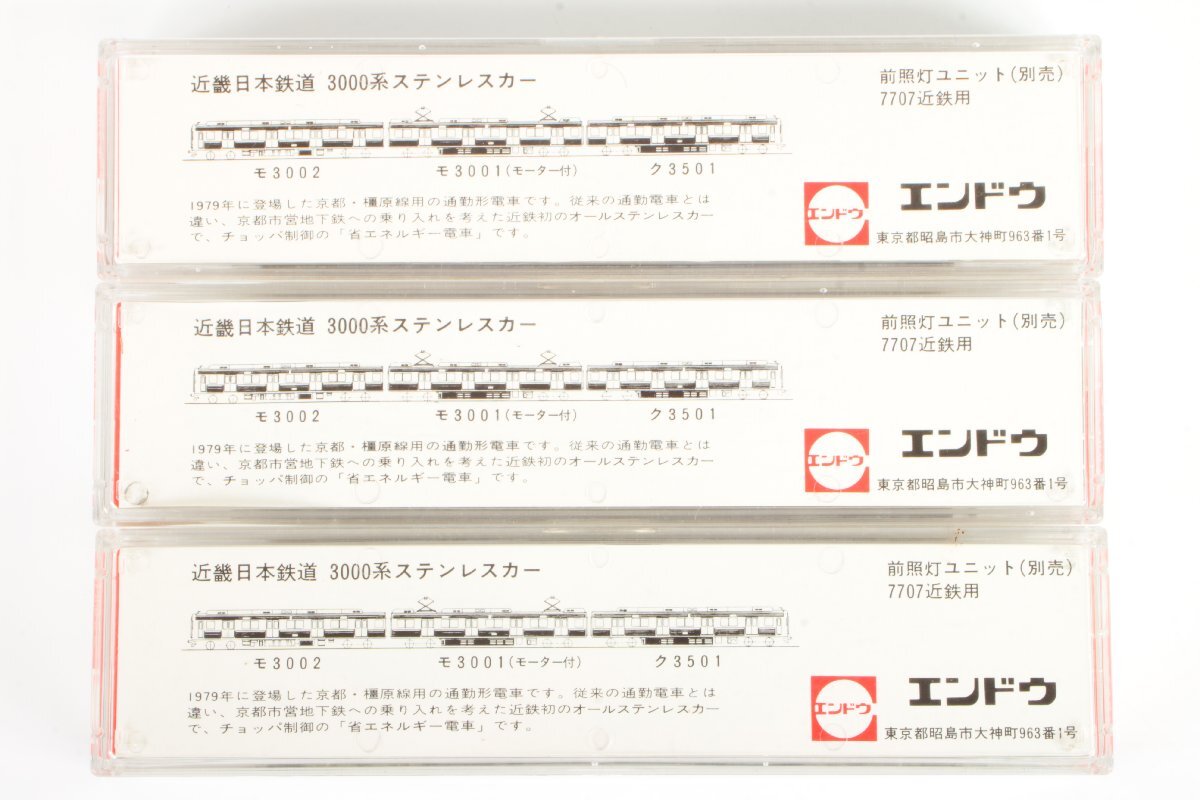 近畿日本鉄道 3000系ステンレスカー
前照灯ユニット(別売)
7707近鉄用
モ3002 モ3001(モーター付) ク3501
1979年に登場した京都・橿原線用の通勤形電車です。従来の通勤電車とは
違い、京都市営地下鉄への乗り入れを考えた近鉄初のオールステンレスカー
で、チョッパ制御の「省エネルギー電車」です。
エンドウ
エンドウ
東京都昭島市大神町963番1号
近畿日本鉄道 3000系ステンレスカー
前照灯ユニット(別売)
7707近鉄用
モ3002 モ3001(モーター付) ク3501
1979年に登場した京都・橿原線用の通勤形電車です。従来の通勤電車とは
違い、京都市営地下鉄への乗り入れを考えた近鉄初のオールステンレスカー
で、チョッパ制御の「省エネルギー電車」です。
エンドウ
エンドウ
東京都昭島市大神町963番1号
近畿日本鉄道 3000系ステンレスカー
前照灯ユニット(別売)
7707近鉄用
モ3002 モ3001(モーター付) ク3501
1979年に登場した京都・橿原線用の通勤形電車です。従来の通勤電車とは
違い、京都市営地下鉄への乗り入れを考えた近鉄初のオールステンレスカー
で、チョッパ制御の「省エネルギー電車」です。
エンドウ
エンドウ
東京都昭島市大神町963番1号